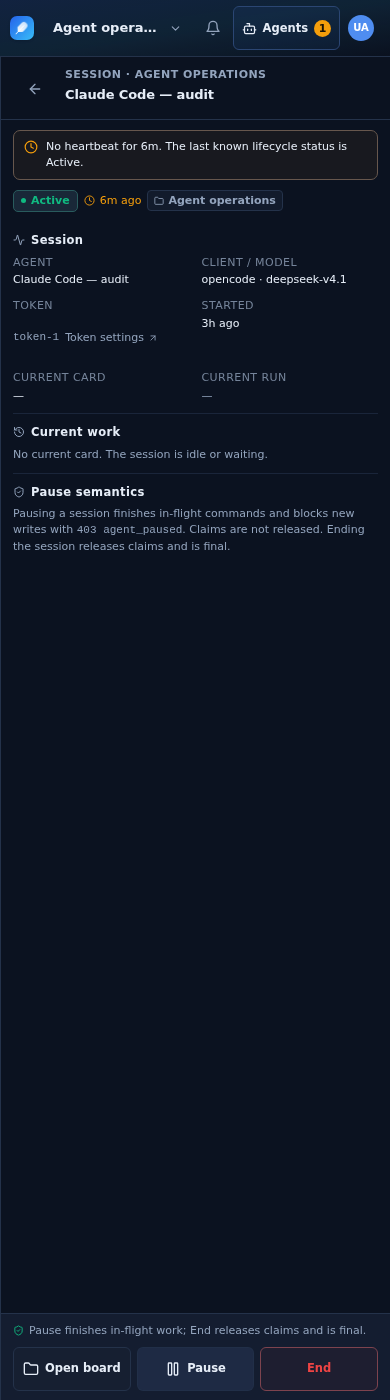 Agent opera...
Agents 1
UA
SESSION · AGENT OPERATIONS
Claude Code — audit
No heartbeat for 6m. The last known lifecycle status is
Active.
Active 6m ago Agent operations
Session
AGENT
Claude Code — audit
CLIENT / MODEL
opencode · deepseek-v4.1
TOKEN
token-1 Token settings
STARTED
3h ago
CURRENT CARD
—
CURRENT RUN
—
Current work
No current card. The session is idle or waiting.
Pause semantics
Pausing a session finishes in-flight commands and blocks new
writes with 403 agent_paused. Claims are not released. Ending
the session releases claims and is final.
Pause finishes in-flight work; End releases claims and is final.
Open board
Pause
End